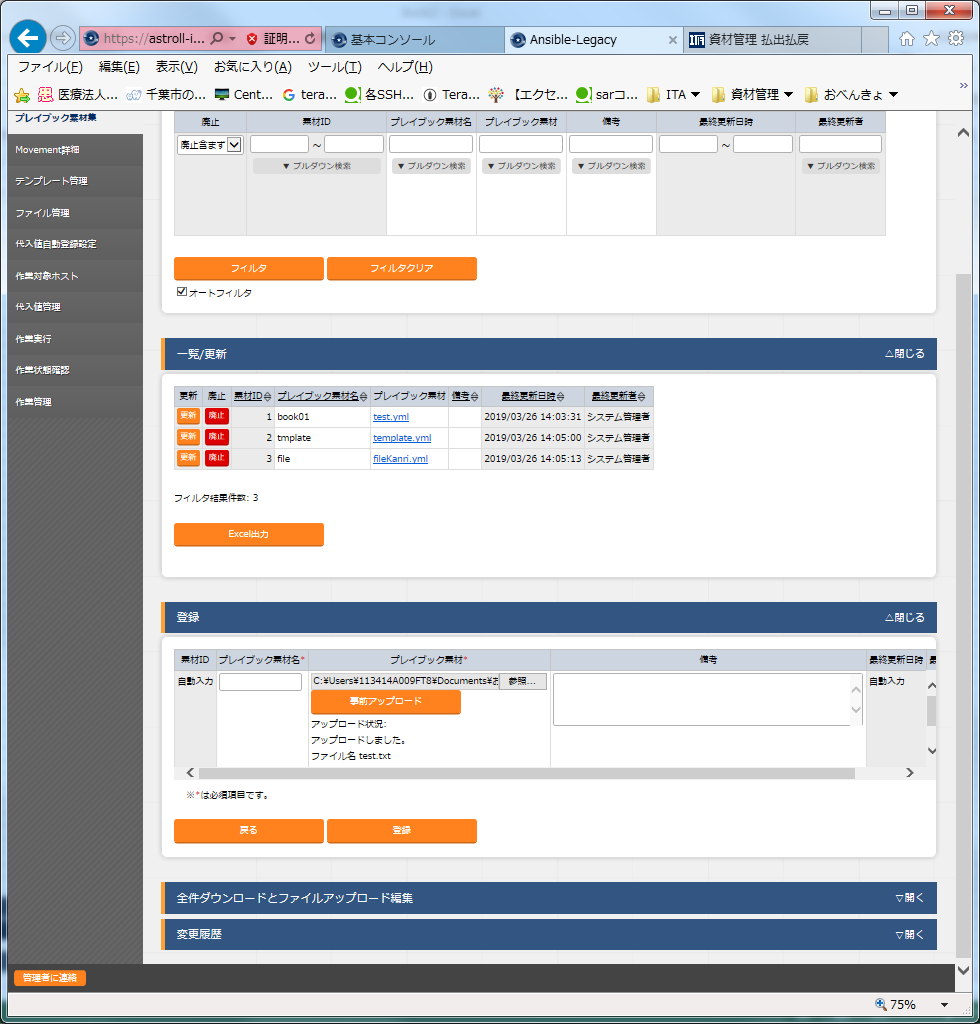 https://astroll-i...
証明...
基本コンソール
Ansible-Legacy
資材管理 払出払戻
ファイル(F) 編集(E) 表示(V) お気に入り(A) ツール(T) ヘルプ(H)
医療法人...
千葉市の...
Cent...
tera...
各SSH...
Tera...
【エクセ...
sarコ...
ITA
資材管理
おべんきょ
プレイブック素材集
Movement詳細
テンプレート管理
ファイル管理
代入値自動登録設定
作業対象ホスト
代入値管理
作業実行
作業状態確認
作業管理
廃止 素材ID プレイブック素材名 プレイブック素材 備考 最終更新日時 最終更新者
廃止含まず ～ ～
▼プルダウン検索 ▼プルダウン検索 ▼プルダウン検索 ▼プルダウン検索 ▼プルダウン検索
フィルタ フィルタクリア
オートフィルタ
一覧/更新 △閉じる
更新 廃止 素材ID プレイブック素材名 プレイブック素材 備考 最終更新日時 最終更新者
更新 廃止 1 book01 test.yml 2019/03/26 14:03:31 システム管理者
更新 廃止 2 tmplate template.yml 2019/03/26 14:05:00 システム管理者
更新 廃止 3 file fileKanri.yml 2019/03/26 14:05:13 システム管理者
フィルタ結果件数: 3
Excel出力
登録 △閉じる
素材ID プレイブック素材名* プレイブック素材* 備考 最終更新日時
自動入力 C:¥Users¥113414A009FT8¥Documents¥お 参照... 自動入力
事前アップロード
アップロード状況:
アップロードしました。
ファイル名 test.txt
※*は必須項目です。
戻る 登録
全件ダウンロードとファイルアップロード編集 ▽開く
変更履歴 ▽開く
管理者に連絡
75%